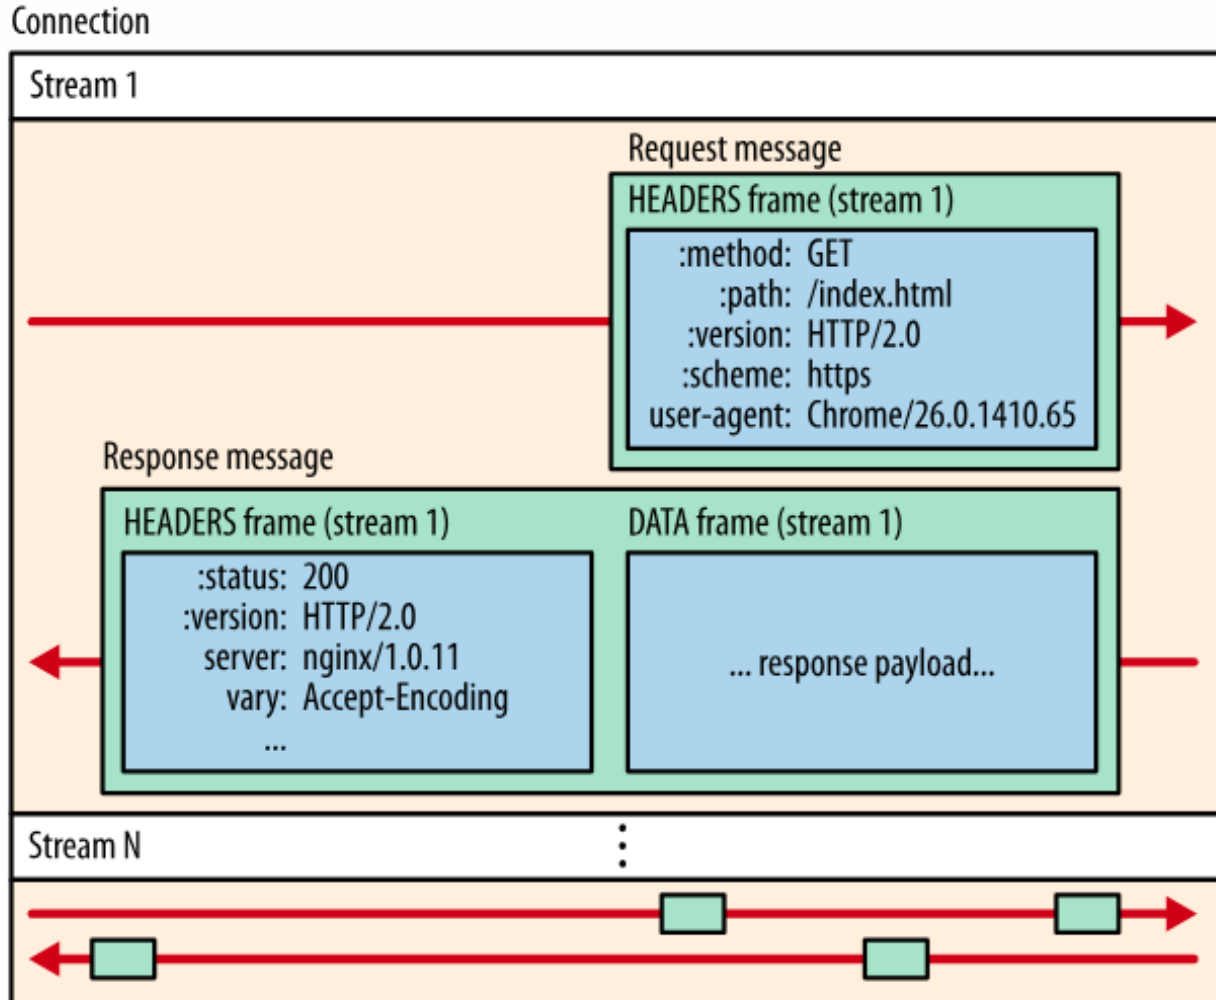 Connection
Stream 1
Request message
HEADERS frame (stream 1)
:method: GET
:path: /index.html
:version: HTTP/2.0
:scheme: https
user-agent: Chrome/26.0.1410.65
Response message
HEADERS frame (stream 1)
:status: 200
:version: HTTP/2.0
server: nginx/1.0.11
vary: Accept-Encoding
...
DATA frame (stream 1)
... response payload...
Stream N